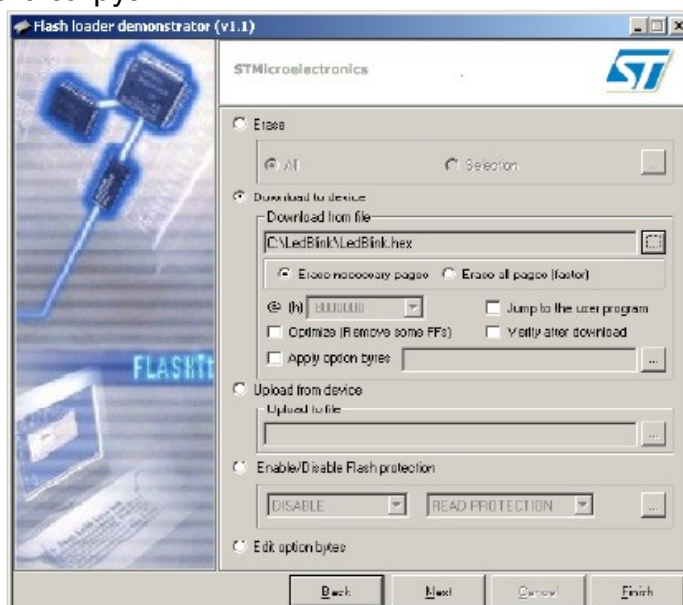 Flash loader demonstrator (v1.1)
STMicroelectronics
ST
Erase
All Selection ...
Download to device
Download from file
C:\LedBlink\LedBlink.hex ...
Erase necessary pages Erase all pages (faster)
@ (h) 8000000 Jump to the user program
Optimize (Remove some FFs) Verify after download
Apply option bytes ...
FLASHIt
Upload from device
Upload to file
...
Enable/Disable Flash protection
DISABLE READ PROTECTION ...
Edit option bytes
Back Next Cancel Finish